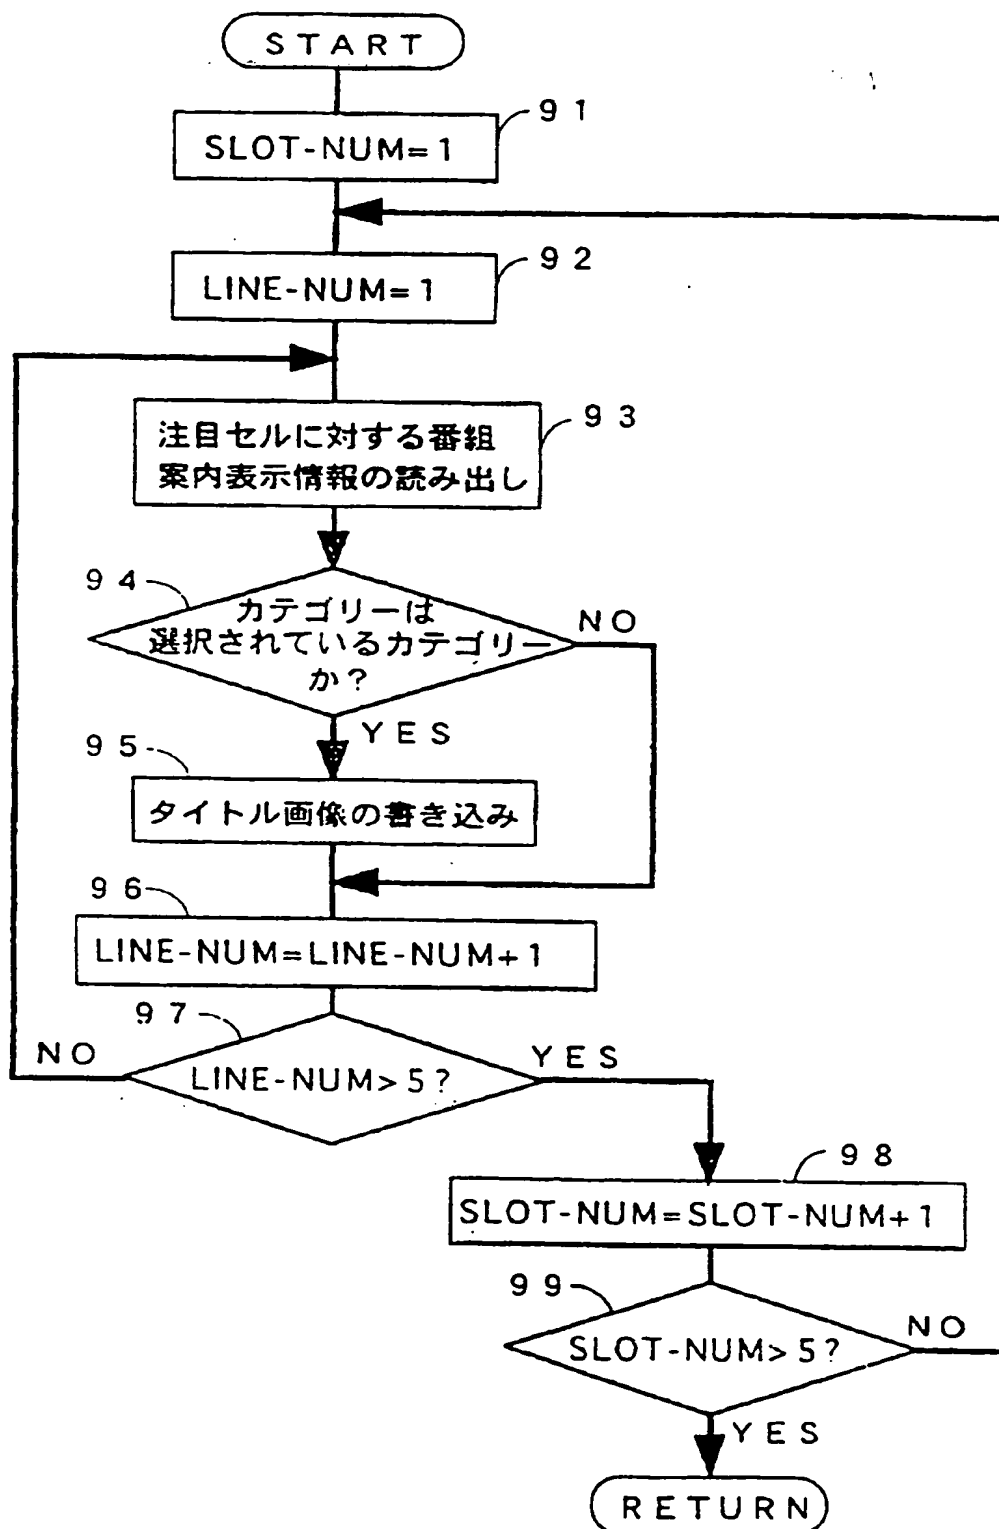 START
91
SLOT-NUM=1
92
LINE-NUM=1
93
注目セルに対する番組
案内表示情報の読み出し
94
カテゴリーは
選択されているカテゴリー
か?
NO
YES
95
タイトル画像の書き込み
96
LINE-NUM=LINE-NUM+1
97
NO
LINE-NUM>5?
YES
98
SLOT-NUM=SLOT-NUM+1
99
SLOT-NUM>5?
NO
YES
RETURN